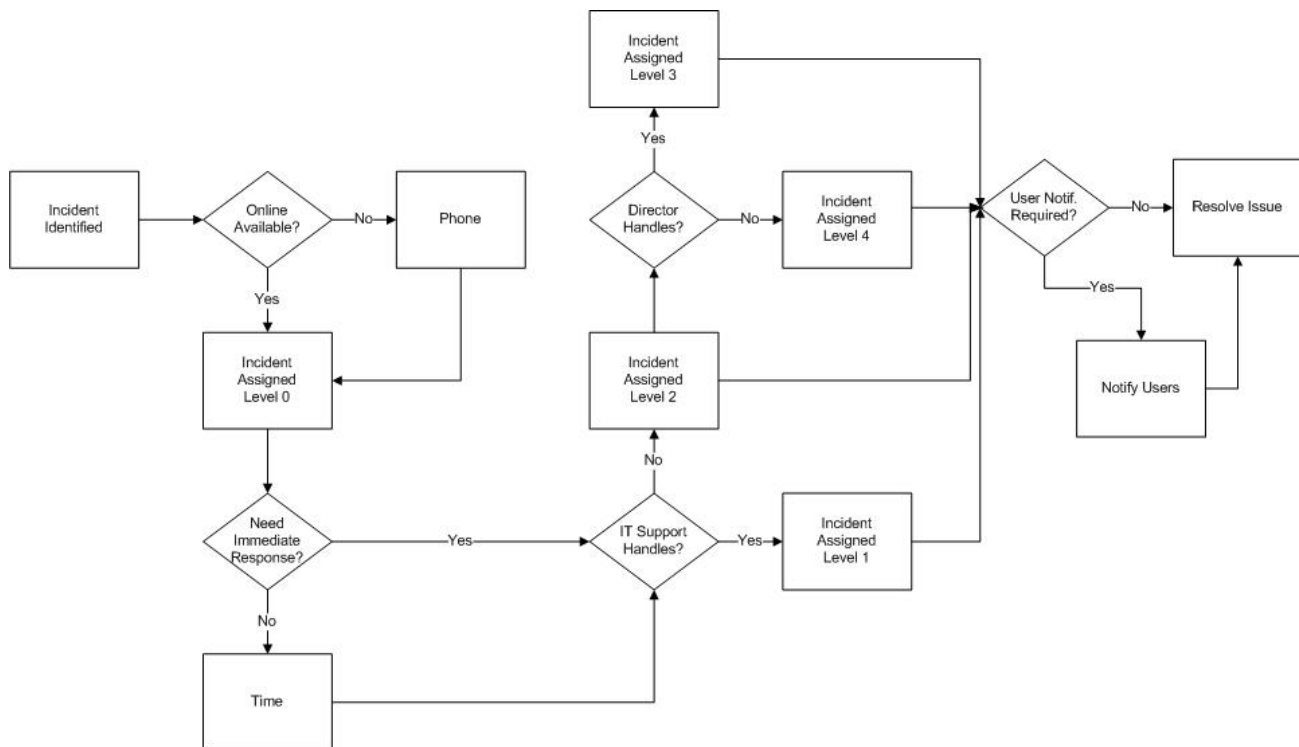 Incident
Assigned
Level 3
Yes
Incident
Identified
Online
Available?
No
Phone
Director
Handles?
No
Incident
Assigned
Level 4
User Notif.
Required?
No
Resolve Issue
Yes
Yes
Incident
Assigned
Level 0
Incident
Assigned
Level 2
Notify Users
No
Need
Immediate
Response?
Yes
IT Support
Handles?
Yes
Incident
Assigned
Level 1
No
Time